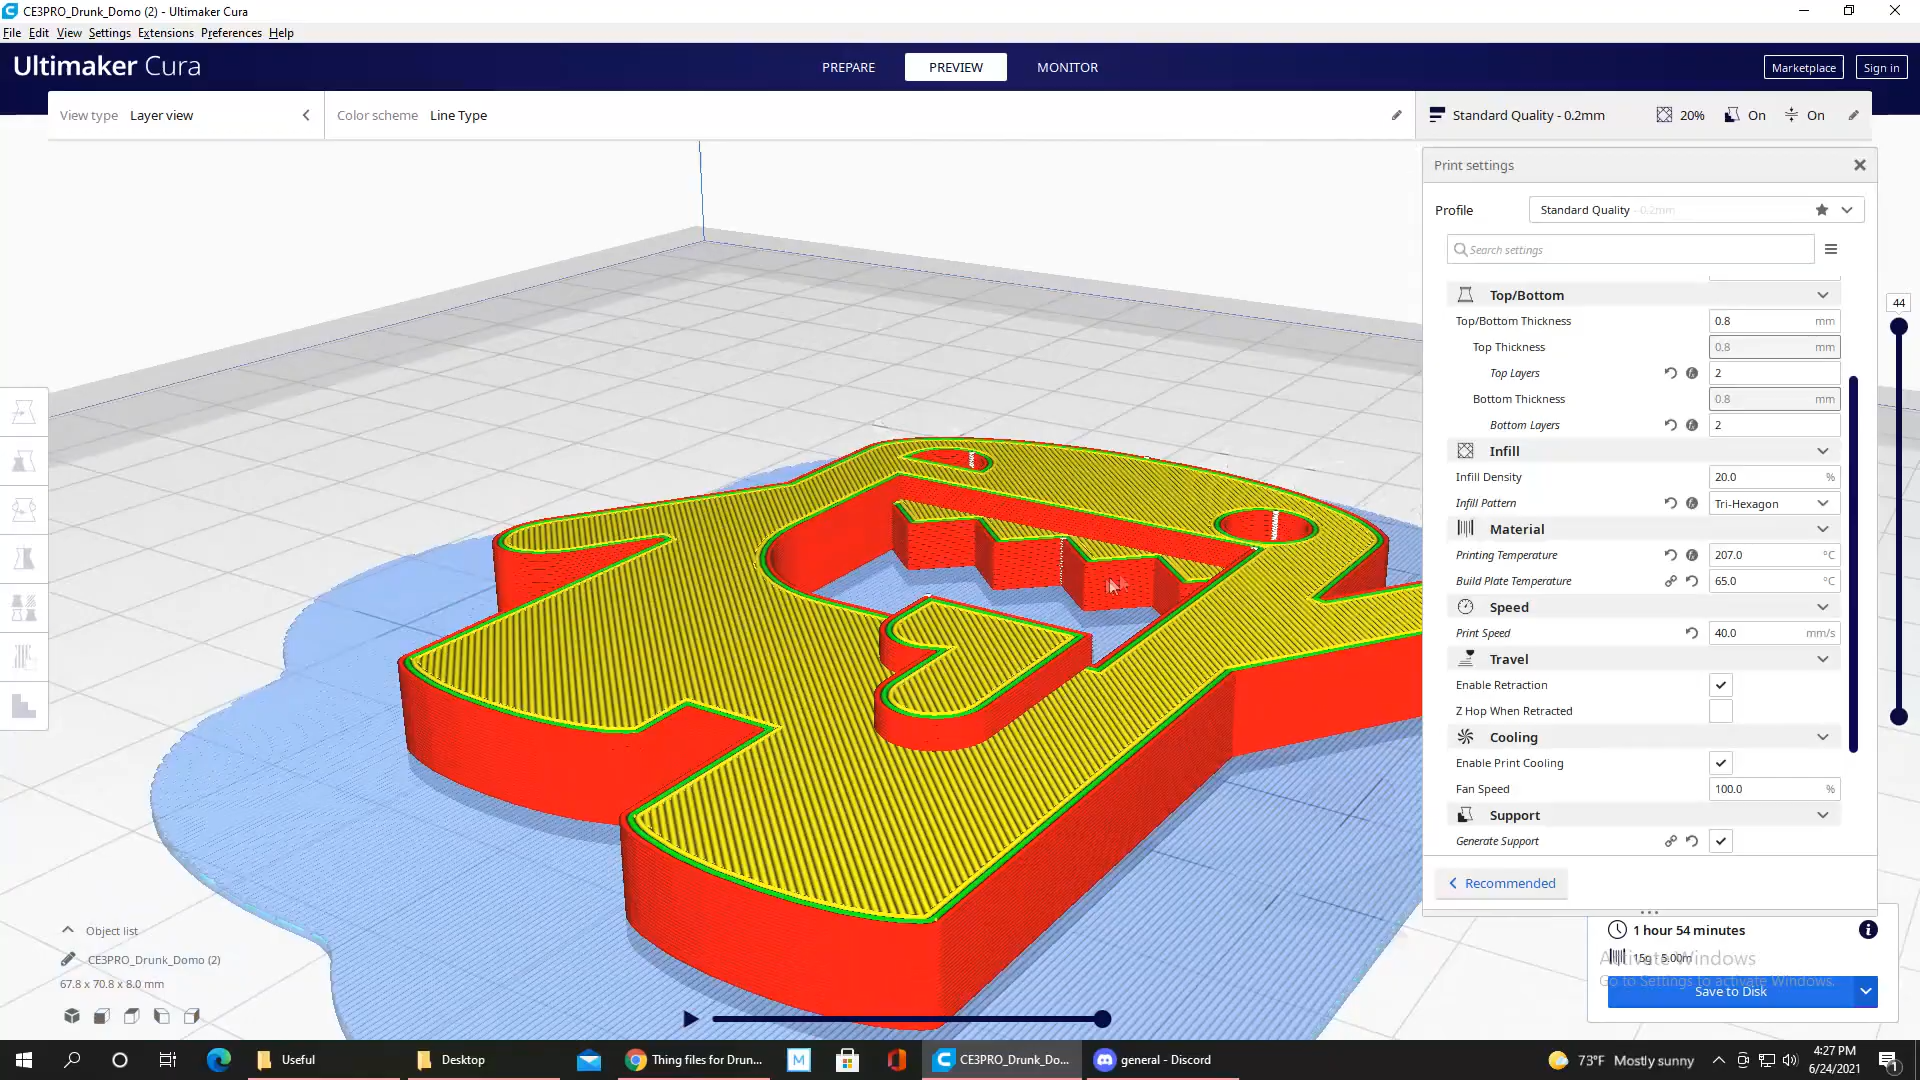 CE3PRO_Drunk_Domo (2) - Ultimaker Cura
File Edit View Settings Extensions Preferences Help
Ultimaker Cura
PREPARE
PREVIEW
MONITOR
Marketplace
Sign in
View type Layer view
Color scheme Line Type
Standard Quality - 0.2mm
20%
On
On
Print settings
Profile
Standard Quality - 0.2mm
Search settings
Top/Bottom
Top/Bottom Thickness 0.8 mm
Top Thickness 0.8 mm
Top Layers 2
Bottom Thickness 0.8 mm
Bottom Layers 2
Infill
Infill Density 20.0 %
Infill Pattern Tri-Hexagon
Material
Printing Temperature 207.0 °C
Build Plate Temperature 65.0 °C
Speed
Print Speed 40.0 mm/s
Travel
Enable Retraction
Z Hop When Retracted
Cooling
Enable Print Cooling
Fan Speed 100.0 %
Support
Generate Support
Recommended
44
Object list
CE3PRO_Drunk_Domo (2)
67.8 x 70.8 x 8.0 mm
1 hour 54 minutes
15g · 5.00m
Activate Windows
Go to Settings to activate Windows.
Save to Disk
Useful
Desktop
Thing files for Drun...
M
CE3PRO_Drunk_Do...
general - Discord
73°F Mostly sunny
4:27 PM
6/24/2021
1